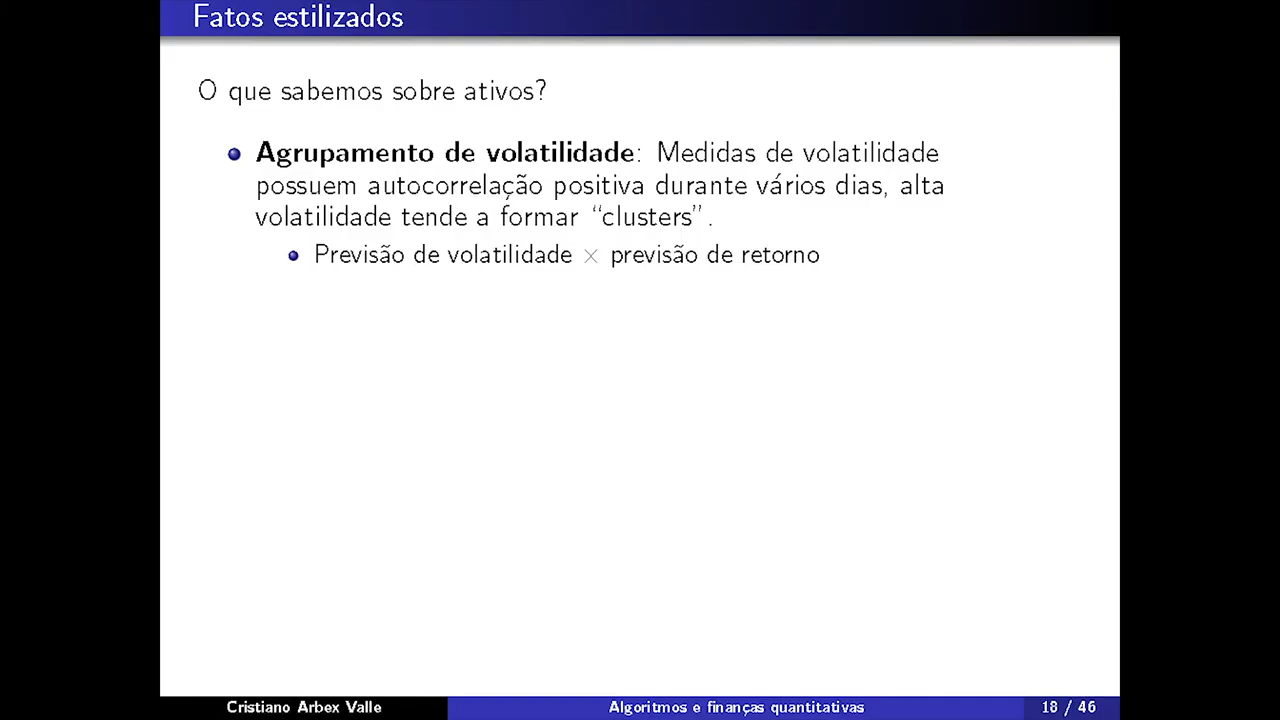 Fatos estilizados
O que sabemos sobre ativos?
Agrupamento de volatilidade: Medidas de volatilidade
possuem autocorrelação positiva durante vários dias, alta
volatilidade tende a formar “clusters”.
Previsão de volatilidade × previsão de retorno
Cristiano Arbex Valle
Algoritmos e finanças quantitativas
18 / 46